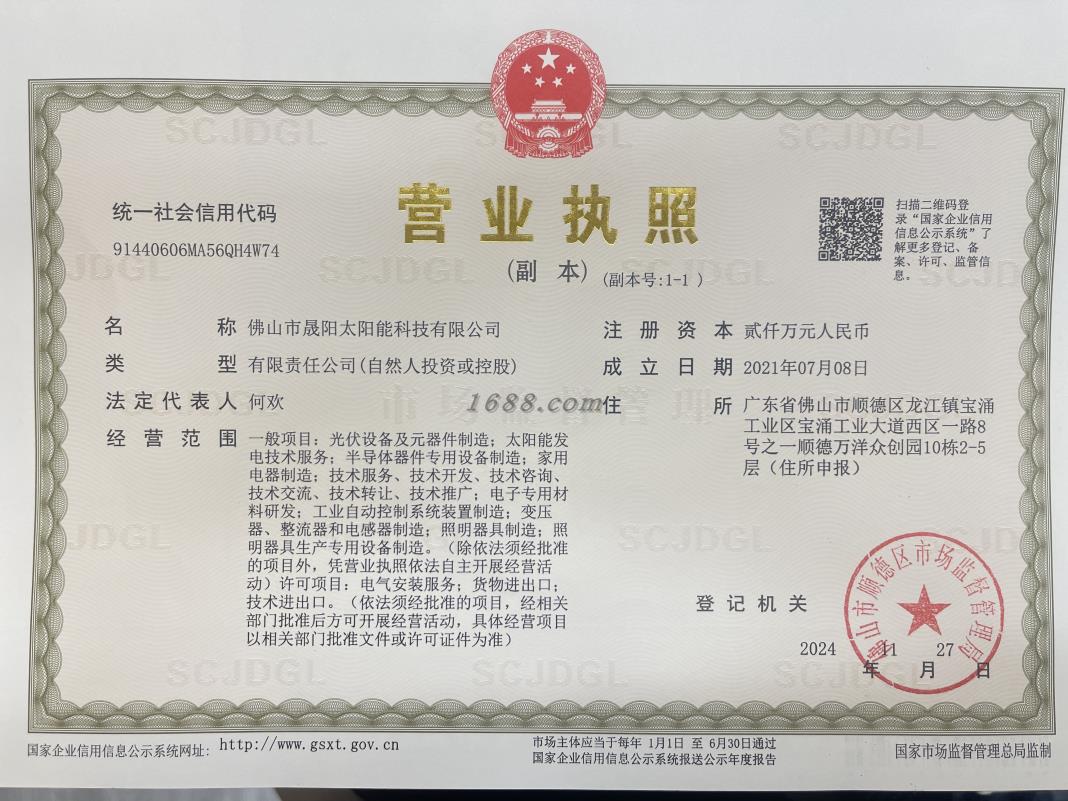 统一社会信用代码
91440606MA56QH4W74
营业执照
(副 本) (副本号:1-1 )
扫描二维码登
录“国家企业信用
信息公示系统”了
解更多登记、备
案、许可、监管信
息。
名 称 佛山市晟阳太阳能科技有限公司
类 型 有限责任公司(自然人投资或控股)
法定代表人 何欢
经营范围 一般项目：光伏设备及元器件制造；太阳能发
电技术服务；半导体器件专用设备制造；家用
电器制造；技术服务、技术开发、技术咨询、
技术交流、技术转让、技术推广；电子专用材
料研发；工业自动控制系统装置制造；变压
器、整流器和电感器制造；照明器具制造；照
明器具生产专用设备制造。（除依法须经批准
的项目外，凭营业执照依法自主开展经营活
动）许可项目：电气安装服务；货物进出口；
技术进出口。（依法须经批准的项目，经相关
部门批准后方可开展经营活动，具体经营项目
以相关部门批准文件或许可证件为准）
注册资本 贰仟万元人民币
成立日期 2021年07月08日
住 所 广东省佛山市顺德区龙江镇宝涌
工业区宝涌工业大道西区一路8
号之一顺德万洋众创园10栋2-5
层（住所申报）
1688.com
登记机关
佛山市顺德区市场监督管理局
2024 年 11 月 27 日
国家企业信用信息公示系统网址： http://www.gsxt.gov.cn
市场主体应当于每年 1月1日 至 6月30日通过
国家企业信用信息公示系统报送公示年度报告
国家市场监督管理总局监制
SCJDGL
SCJDGL
SCJDGL
SCJDGL
SCJDGL
SCJDGL
SCJDGL
市场监督管理